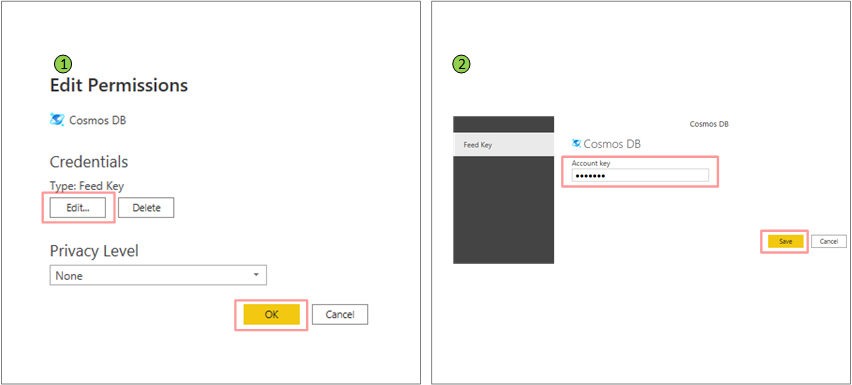 1
Edit Permissions
Cosmos DB
Credentials
Type: Feed Key
Edit...
Delete
Privacy Level
None
OK
Cancel
2
Cosmos DB
Feed Key
Cosmos DB
Account key
•••••••
Save
Cancel